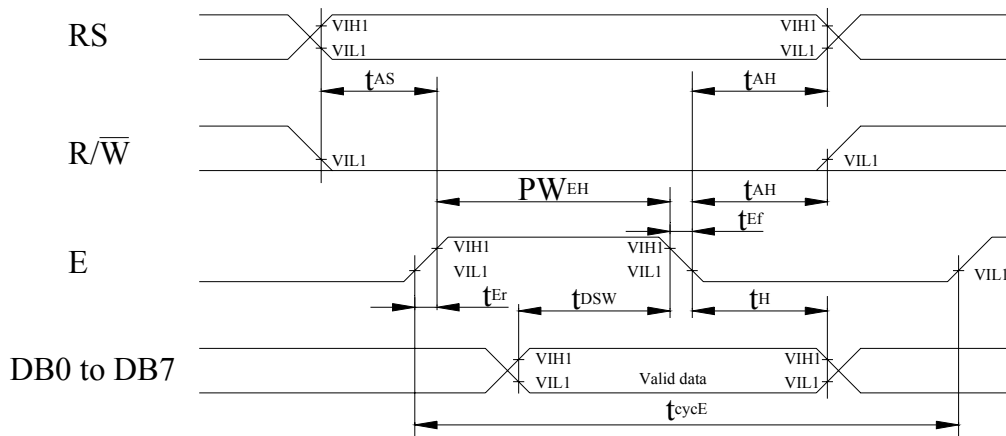 RS VIH1 VIH1
VIL1 VIL1
tAS tAH
R/W̅ VIL1 VIL1
PWEH tAH
tEf
E VIH1 VIH1
VIL1 VIL1 VIL1
tEr tDSW tH
DB0 to DB7 VIH1 VIH1
VIL1 Valid data VIL1
tcycE